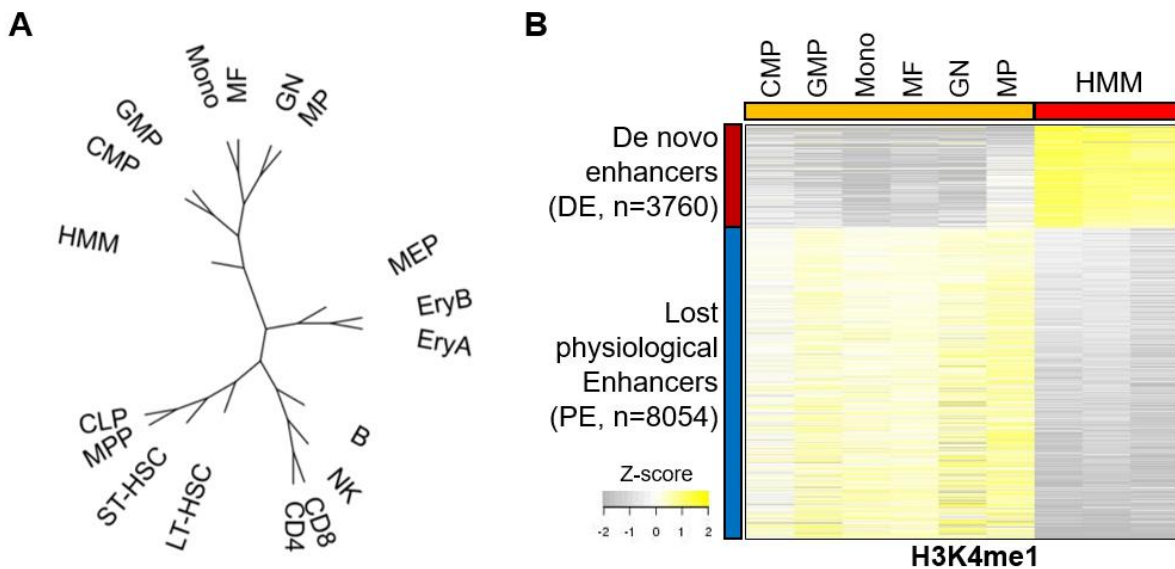 A
Mono
MF
GN
MP
GMP
CMP
HMM
MEP
EryB
EryA
CLP
MPP
ST-HSC
LT-HSC
B
NK
CD8
CD4
B
CMP
GMP
Mono
MF
GN
MP
HMM
De novo
enhancers
(DE, n=3760)
Lost
physiological
Enhancers
(PE, n=8054)
Z-score
-2 -1 0 1 2
H3K4me1